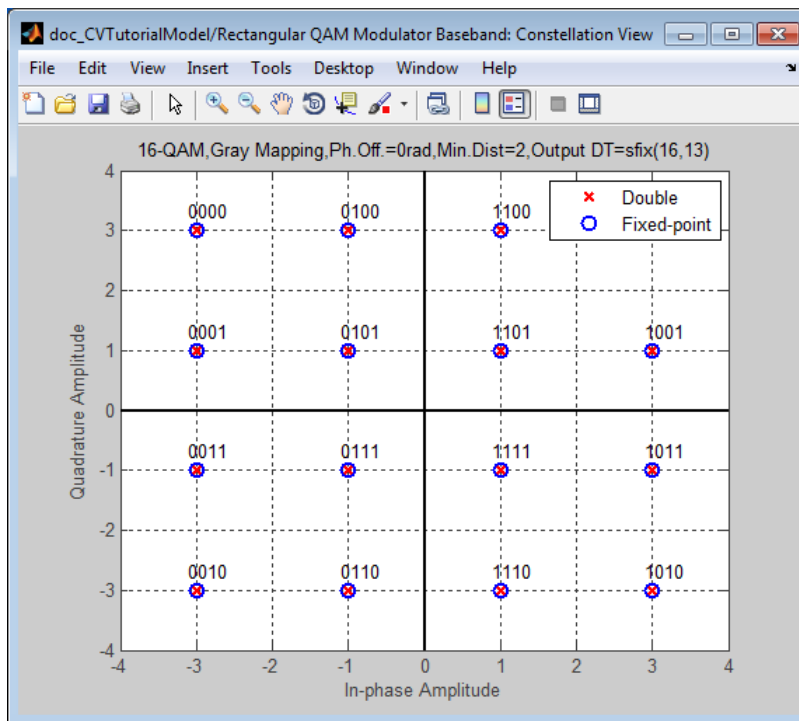 doc_CVTutorialModel/Rectangular QAM Modulator Baseband: Constellation View
File Edit View Insert Tools Desktop Window Help
16-QAM,Gray Mapping,Ph.Off.=0rad,Min.Dist=2,Output DT=sfix(16,13)
Double
Fixed-point
4
3
2
1
0
-1
-2
-3
-4
Quadrature Amplitude
0000 0100 1100
0001 0101 1101 1001
0011 0111 1111 1011
0010 0110 1110 1010
-4 -3 -2 -1 0 1 2 3 4
In-phase Amplitude